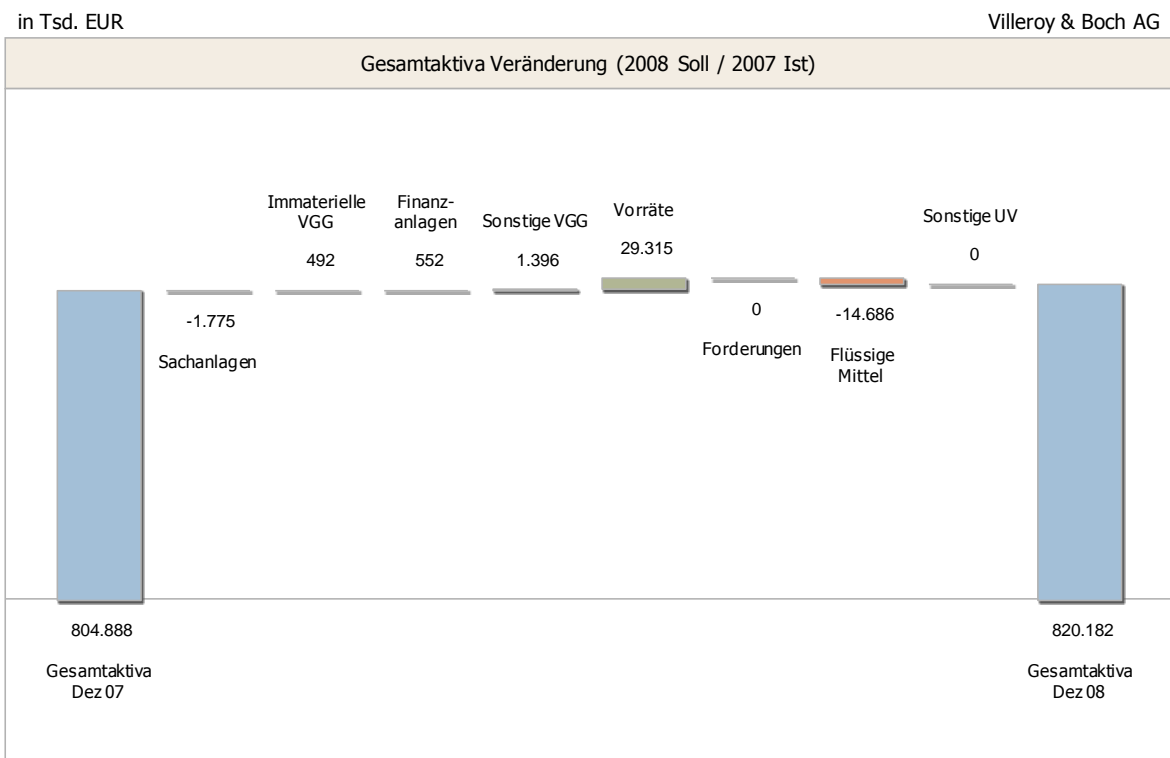 in Tsd. EUR
Villeroy & Boch AG
Gesamtaktiva Veränderung (2008 Soll / 2007 Ist)
Immaterielle
VGG
492
Finanz-
anlagen
552
Sonstige VGG
1.396
Vorräte
29.315
Sonstige UV
0
-1.775
Sachanlagen
0
Forderungen
-14.686
Flüssige
Mittel
804.888
Gesamtaktiva
Dez 07
820.182
Gesamtaktiva
Dez 08